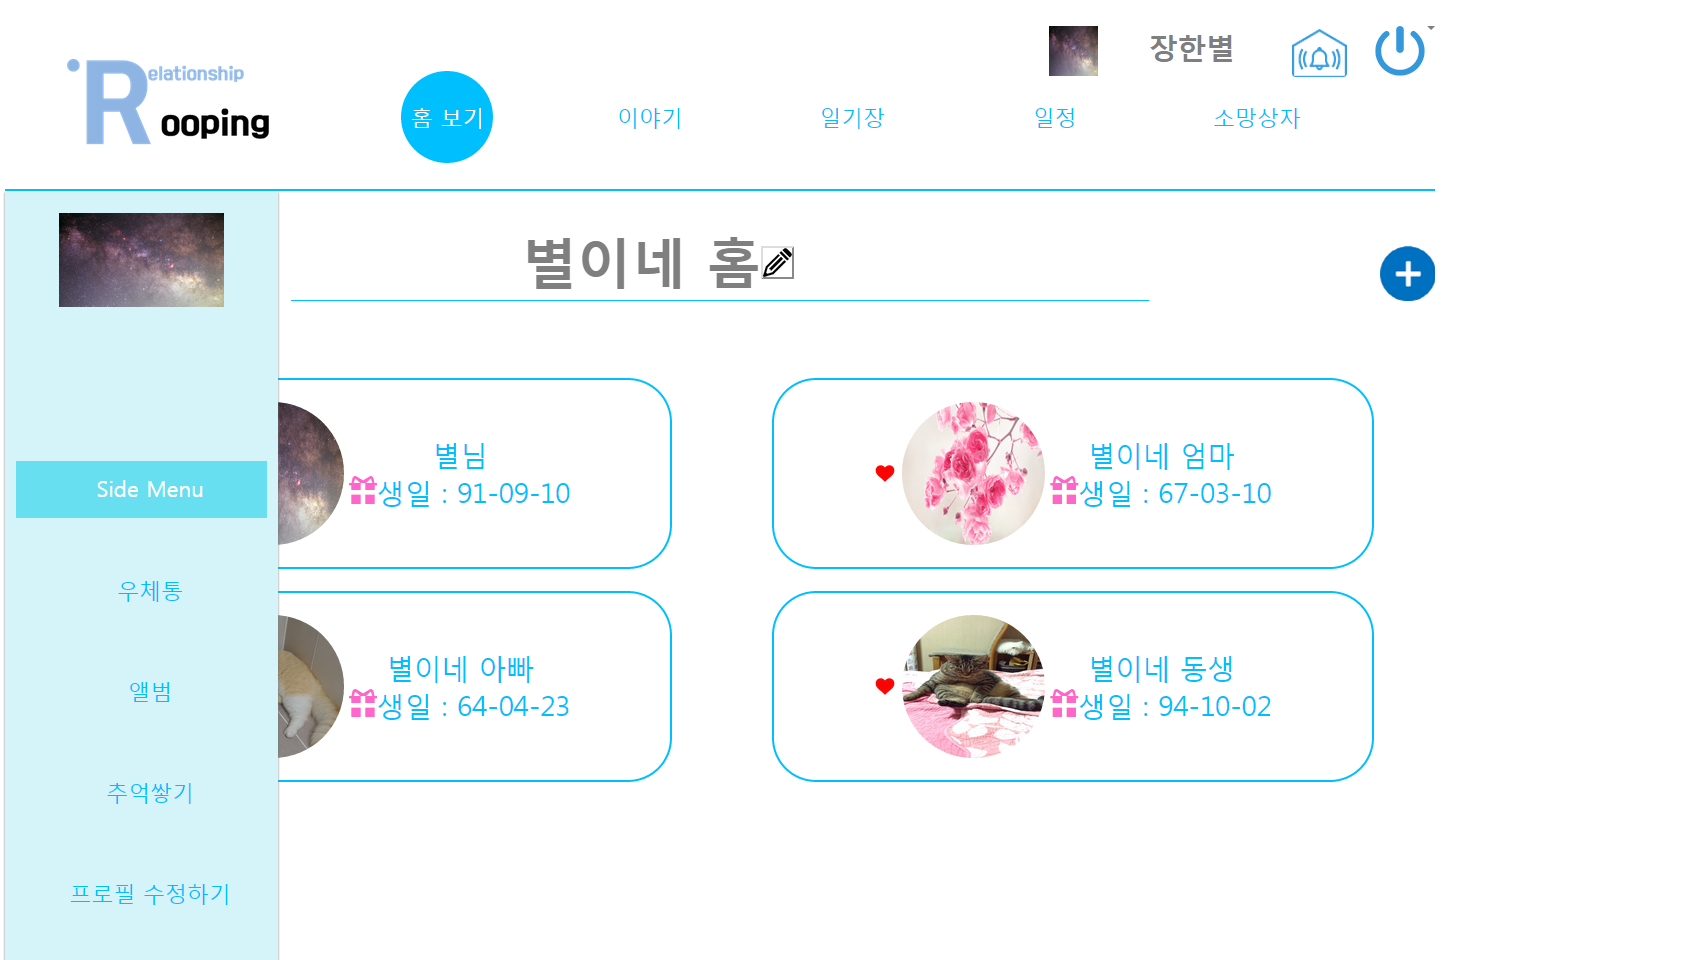 장한별
Relationship
Rooping
홈 보기
이야기
일기장
일정
소망상자
별이네 홈
Side Menu
우체통
앨범
추억쌓기
프로필 수정하기
별님
생일 : 91-09-10
별이네 엄마
생일 : 67-03-10
별이네 아빠
생일 : 64-04-23
별이네 동생
생일 : 94-10-02